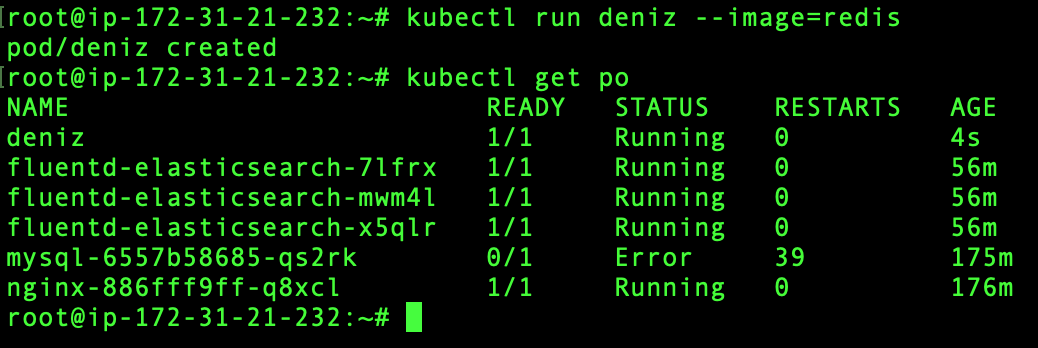 [root@ip-172-31-21-232:~# kubectl run deniz --image=redis
pod/deniz created
[root@ip-172-31-21-232:~# kubectl get po
NAME                          READY   STATUS    RESTARTS   AGE
deniz                         1/1     Running   0          4s
fluentd-elasticsearch-7lfrx   1/1     Running   0          56m
fluentd-elasticsearch-mwm4l   1/1     Running   0          56m
fluentd-elasticsearch-x5qlr   1/1     Running   0          56m
mysql-6557b58685-qs2rk        0/1     Error     39         175m
nginx-886fff9ff-q8xcl         1/1     Running   0          176m
root@ip-172-31-21-232:~#